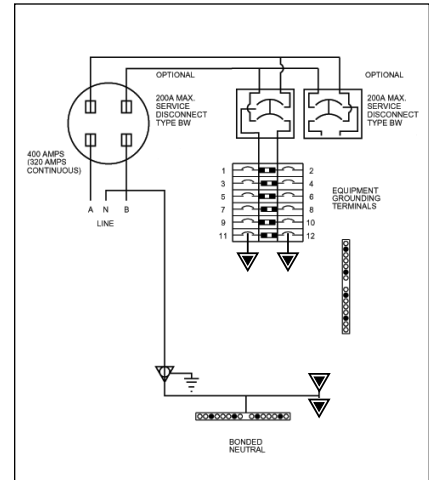 OPTIONAL
OPTIONAL
200A MAX.
SERVICE
DISCONNECT
TYPE BW
200A MAX.
SERVICE
DISCONNECT
TYPE BW
400 AMPS
(320 AMPS
CONTINUOUS)
A N B
LINE
1 2
3 4
5 6
7 8
9 10
11 12
EQUIPMENT
GROUNDING
TERMINALS
BONDED
NEUTRAL